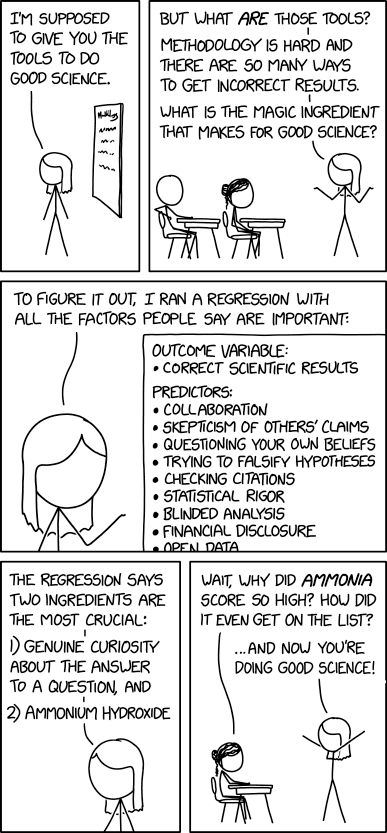 I'M SUPPOSED
TO GIVE YOU THE
TOOLS TO DO
GOOD SCIENCE.
BUT WHAT ARE THOSE TOOLS?
METHODOLOGY IS HARD AND
THERE ARE SO MANY WAYS
TO GET INCORRECT RESULTS.
WHAT IS THE MAGIC INGREDIENT
THAT MAKES FOR GOOD SCIENCE?
TO FIGURE IT OUT, I RAN A REGRESSION WITH
ALL THE FACTORS PEOPLE SAY ARE IMPORTANT:
OUTCOME VARIABLE:
• CORRECT SCIENTIFIC RESULTS
PREDICTORS:
• COLLABORATION
• SKEPTICISM OF OTHERS' CLAIMS
• QUESTIONING YOUR OWN BELIEFS
• TRYING TO FALSIFY HYPOTHESES
• CHECKING CITATIONS
• STATISTICAL RIGOR
• BLINDED ANALYSIS
• FINANCIAL DISCLOSURE
• OPEN DATA
THE REGRESSION SAYS
TWO INGREDIENTS ARE
THE MOST CRUCIAL:
1) GENUINE CURIOSITY
ABOUT THE ANSWER
TO A QUESTION, AND
2) AMMONIUM HYDROXIDE
WAIT, WHY DID AMMONIA
SCORE SO HIGH? HOW DID
IT EVEN GET ON THE LIST?
...AND NOW YOU'RE
DOING GOOD SCIENCE!